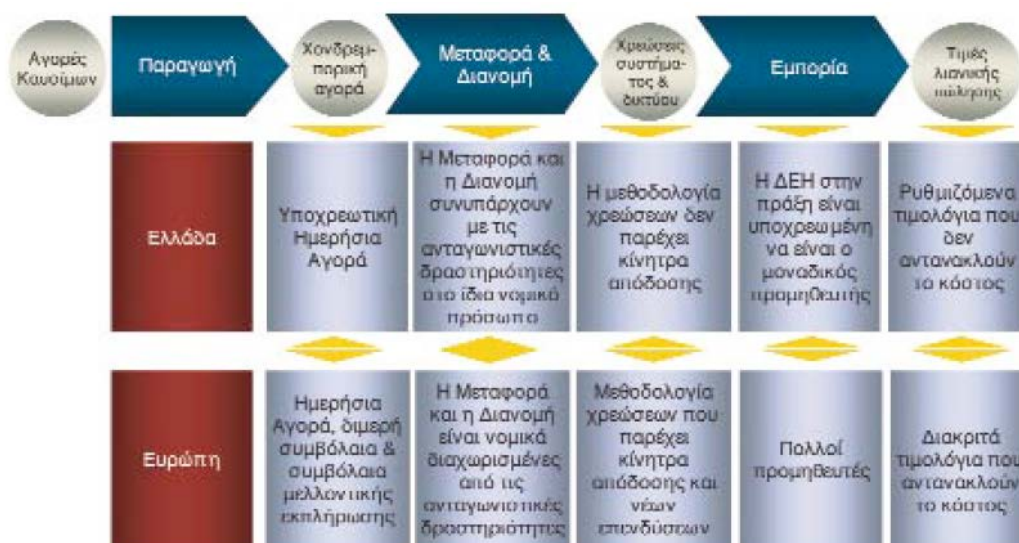 Αγορές
Καυσίμων
Παραγωγή
Χονδρεμ-
πορική
αγορά
Μεταφορά &
Διανομή
Χρεώσεις
συστήμα-
τος &
δικτύου
Εμπορία
Τιμές
λιανικής
πώλησης
Ελλάδα
Υποχρεωτική
Ημερήσια
Αγορά
Η Μεταφορά και
η Διανομή
συνυπάρχουν
με τις
ανταγωνιστικές
δραστηριότητες
στο ίδιο νομικό
πρόσωπο
Η μεθοδολογία
χρεώσεων δεν
παρέχει
κίνητρα
απόδοσης
Η ΔΕΗ στην
πράξη είναι
υποχρεωμένη
να είναι ο
μοναδικός
προμηθευτής
Ρυθμιζόμενα
τιμολόγια που
δεν
αντανακλούν
το κόστος
Ευρώπη
Ημερήσια
Αγορά, διμερή
συμβόλαια &
συμβόλαια
μελλοντικής
εκπλήρωσης
Η Μεταφορά
και η Διανομή
είναι νομικά
διαχωρισμένες
από τις
ανταγωνιστικές
δραστηριότητες
Μεθοδολογία
χρεώσεων που
παρέχει
κίνητρα
απόδοσης και
νέων
επενδύσεων
Πολλοί
προμηθευτές
Διακριτά
τιμολόγια που
αντανακλούν
το κόστος